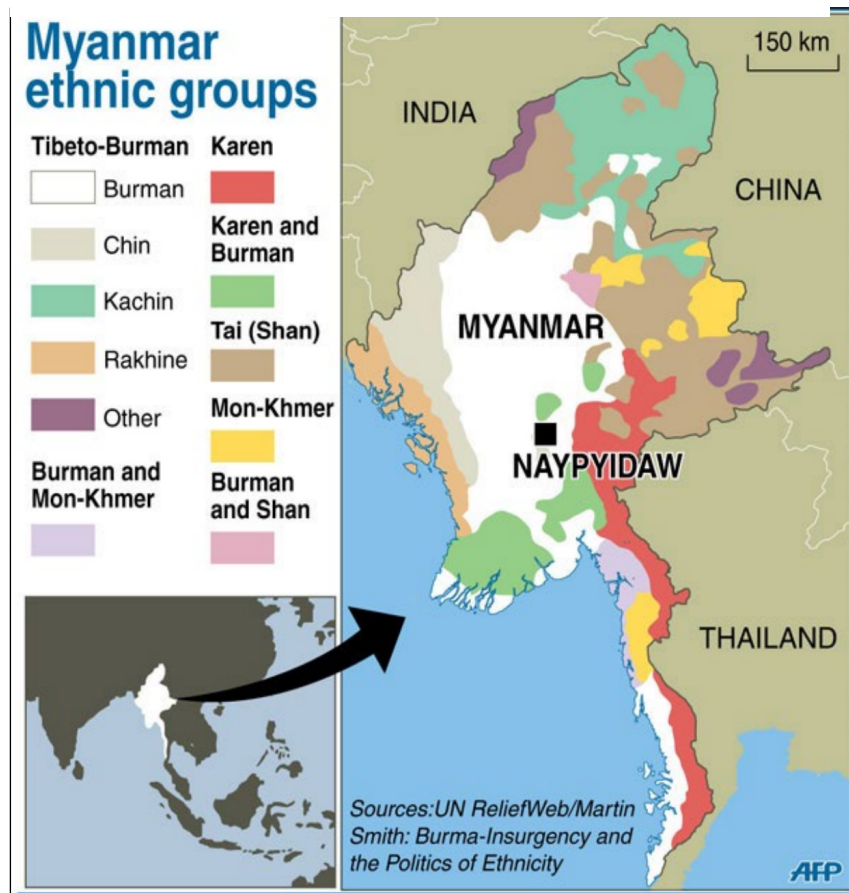 Myanmar
ethnic groups
Tibeto-Burman
Burman
Chin
Kachin
Rakhine
Other
Burman and
Mon-Khmer
Karen
Karen and
Burman
Tai (Shan)
Mon-Khmer
Burman
and Shan
150 km
INDIA
CHINA
MYANMAR
NAYPYIDAW
THAILAND
Sources:UN ReliefWeb/Martin
Smith: Burma-Insurgency and
the Politics of Ethnicity
AFP